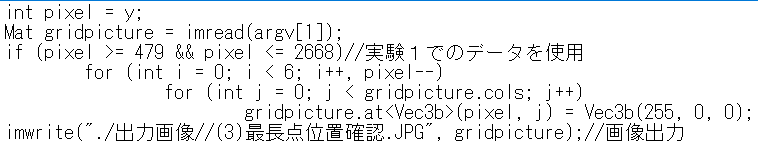 int pixel = y;
Mat gridpicture = imread(argv[1]);
if (pixel >= 479 && pixel <= 2668)//実験１でのデータを使用
for (int i = 0; i < 6; i++, pixel--)
for (int j = 0; j < gridpicture.cols; j++)
gridpicture.at<Vec3b>(pixel, j) = Vec3b(255, 0, 0);
imwrite("./出力画像//(3)最長点位置確認.JPG", gridpicture);//画像出力